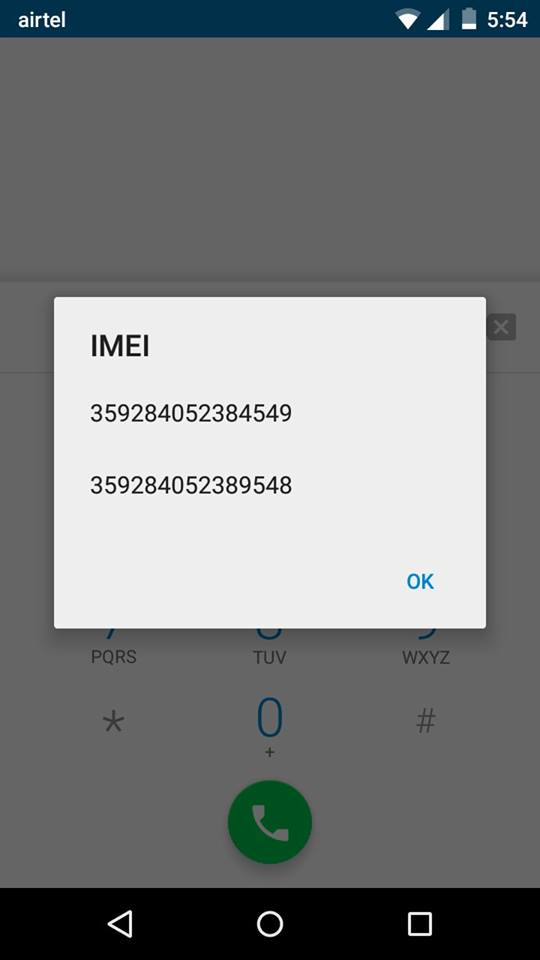 airtel 5:54
IMEI
359284052384549
359284052389548
OK
PQRS TUV WXYZ
* 0 #
+